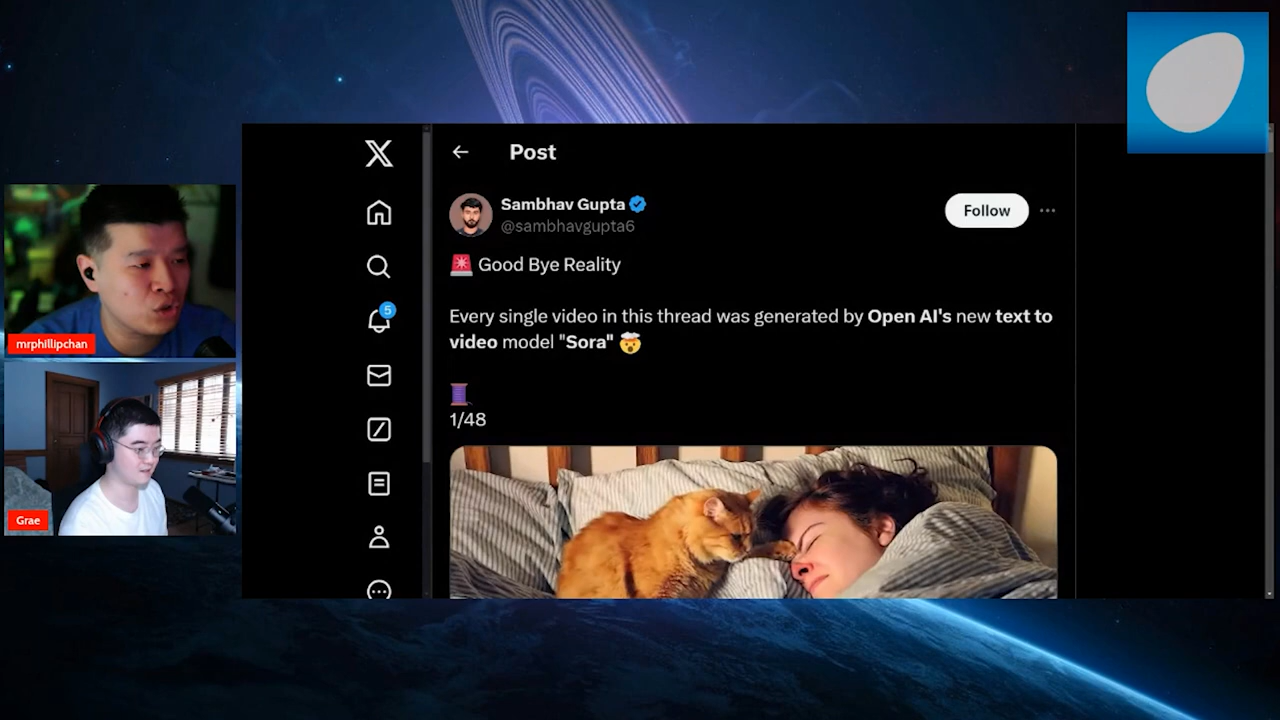 Post
Sambhav Gupta
@sambhavgupta6
Follow
🚨 Good Bye Reality
Every single video in this thread was generated by Open AI's new text to
video model "Sora" 🤯
🧵
1/48
5
mrphillipchan
Grae